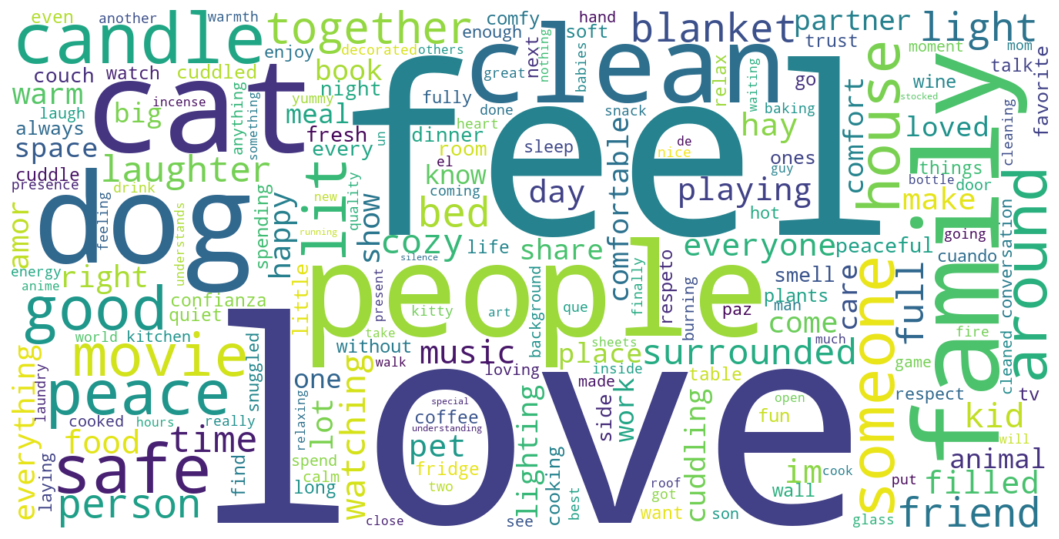 candle
together
comfy
warmth
another
even
enjoy
decorated
others
enough
soft
hand
blanket
partner
light
moment
mom
couch
watch
cuddled
book
cat
feel
clean
great
next
nothing
babies
trust
go
relax
waiting
wine
talk
stocked
favorite
warm
big
incense
yummy
night
fully
done
snack
baking
house
family
laugh
always
anything
something
meal
fresh
dinner
heart
loved
cleaning
space
every
room
sleep
de
nice
comfortable
comfort
ones
things
cuddle
presence
laughter
lit
know
un
el
coming
day
playing
guy
make
bottle
door
around
dog
drink
feeling
understands
spending
quality
new
happy
show
bed
hot
amor
running
cozy
life
share
everyone
peaceful
going
cuando
energy
anime
right
silence
respeto
smell
care
full
someone
conversation
cleaned
confianza
little
people
present
kitty
art
background
que
finally
burning
paz
plants
man
come
good
quiet
world
kitchen
without
take
walk
music
loving
sheets
place
inside
surrounded
much
filled
fire
game
movie
everything
laundry
peace
snuggled
one
relaxing
love
special
coffee
understanding
made
side
work
table
open
fun
respect
kid
tv
will
cooked
hours
really
food
time
lot
watching
pet
fridge
two
lighting
cooking
roof
want
got
cuddling
im
cook
wall
put
animal
laying
safe
find
spend
calm
long
person
close
see
best
son
glass
friend
hay